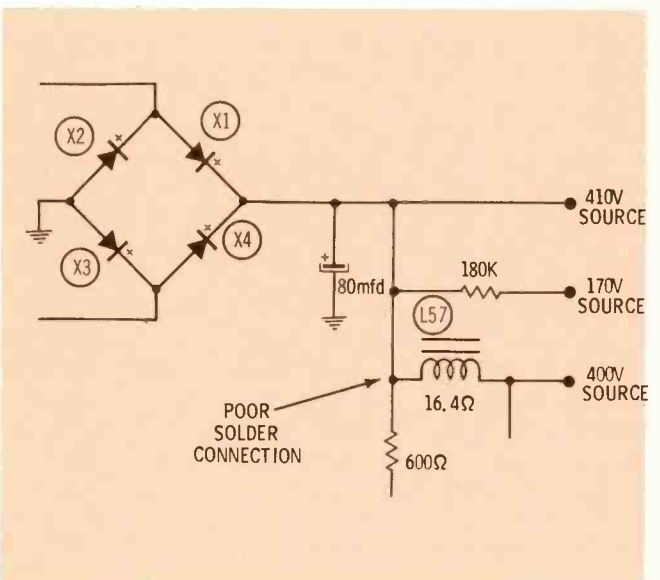 X2
X1
X3
X4
+
80mfd
410V
SOURCE
180K
170V
SOURCE
L57
400V
SOURCE
16.4Ω
POOR
SOLDER
CONNECTION
600Ω